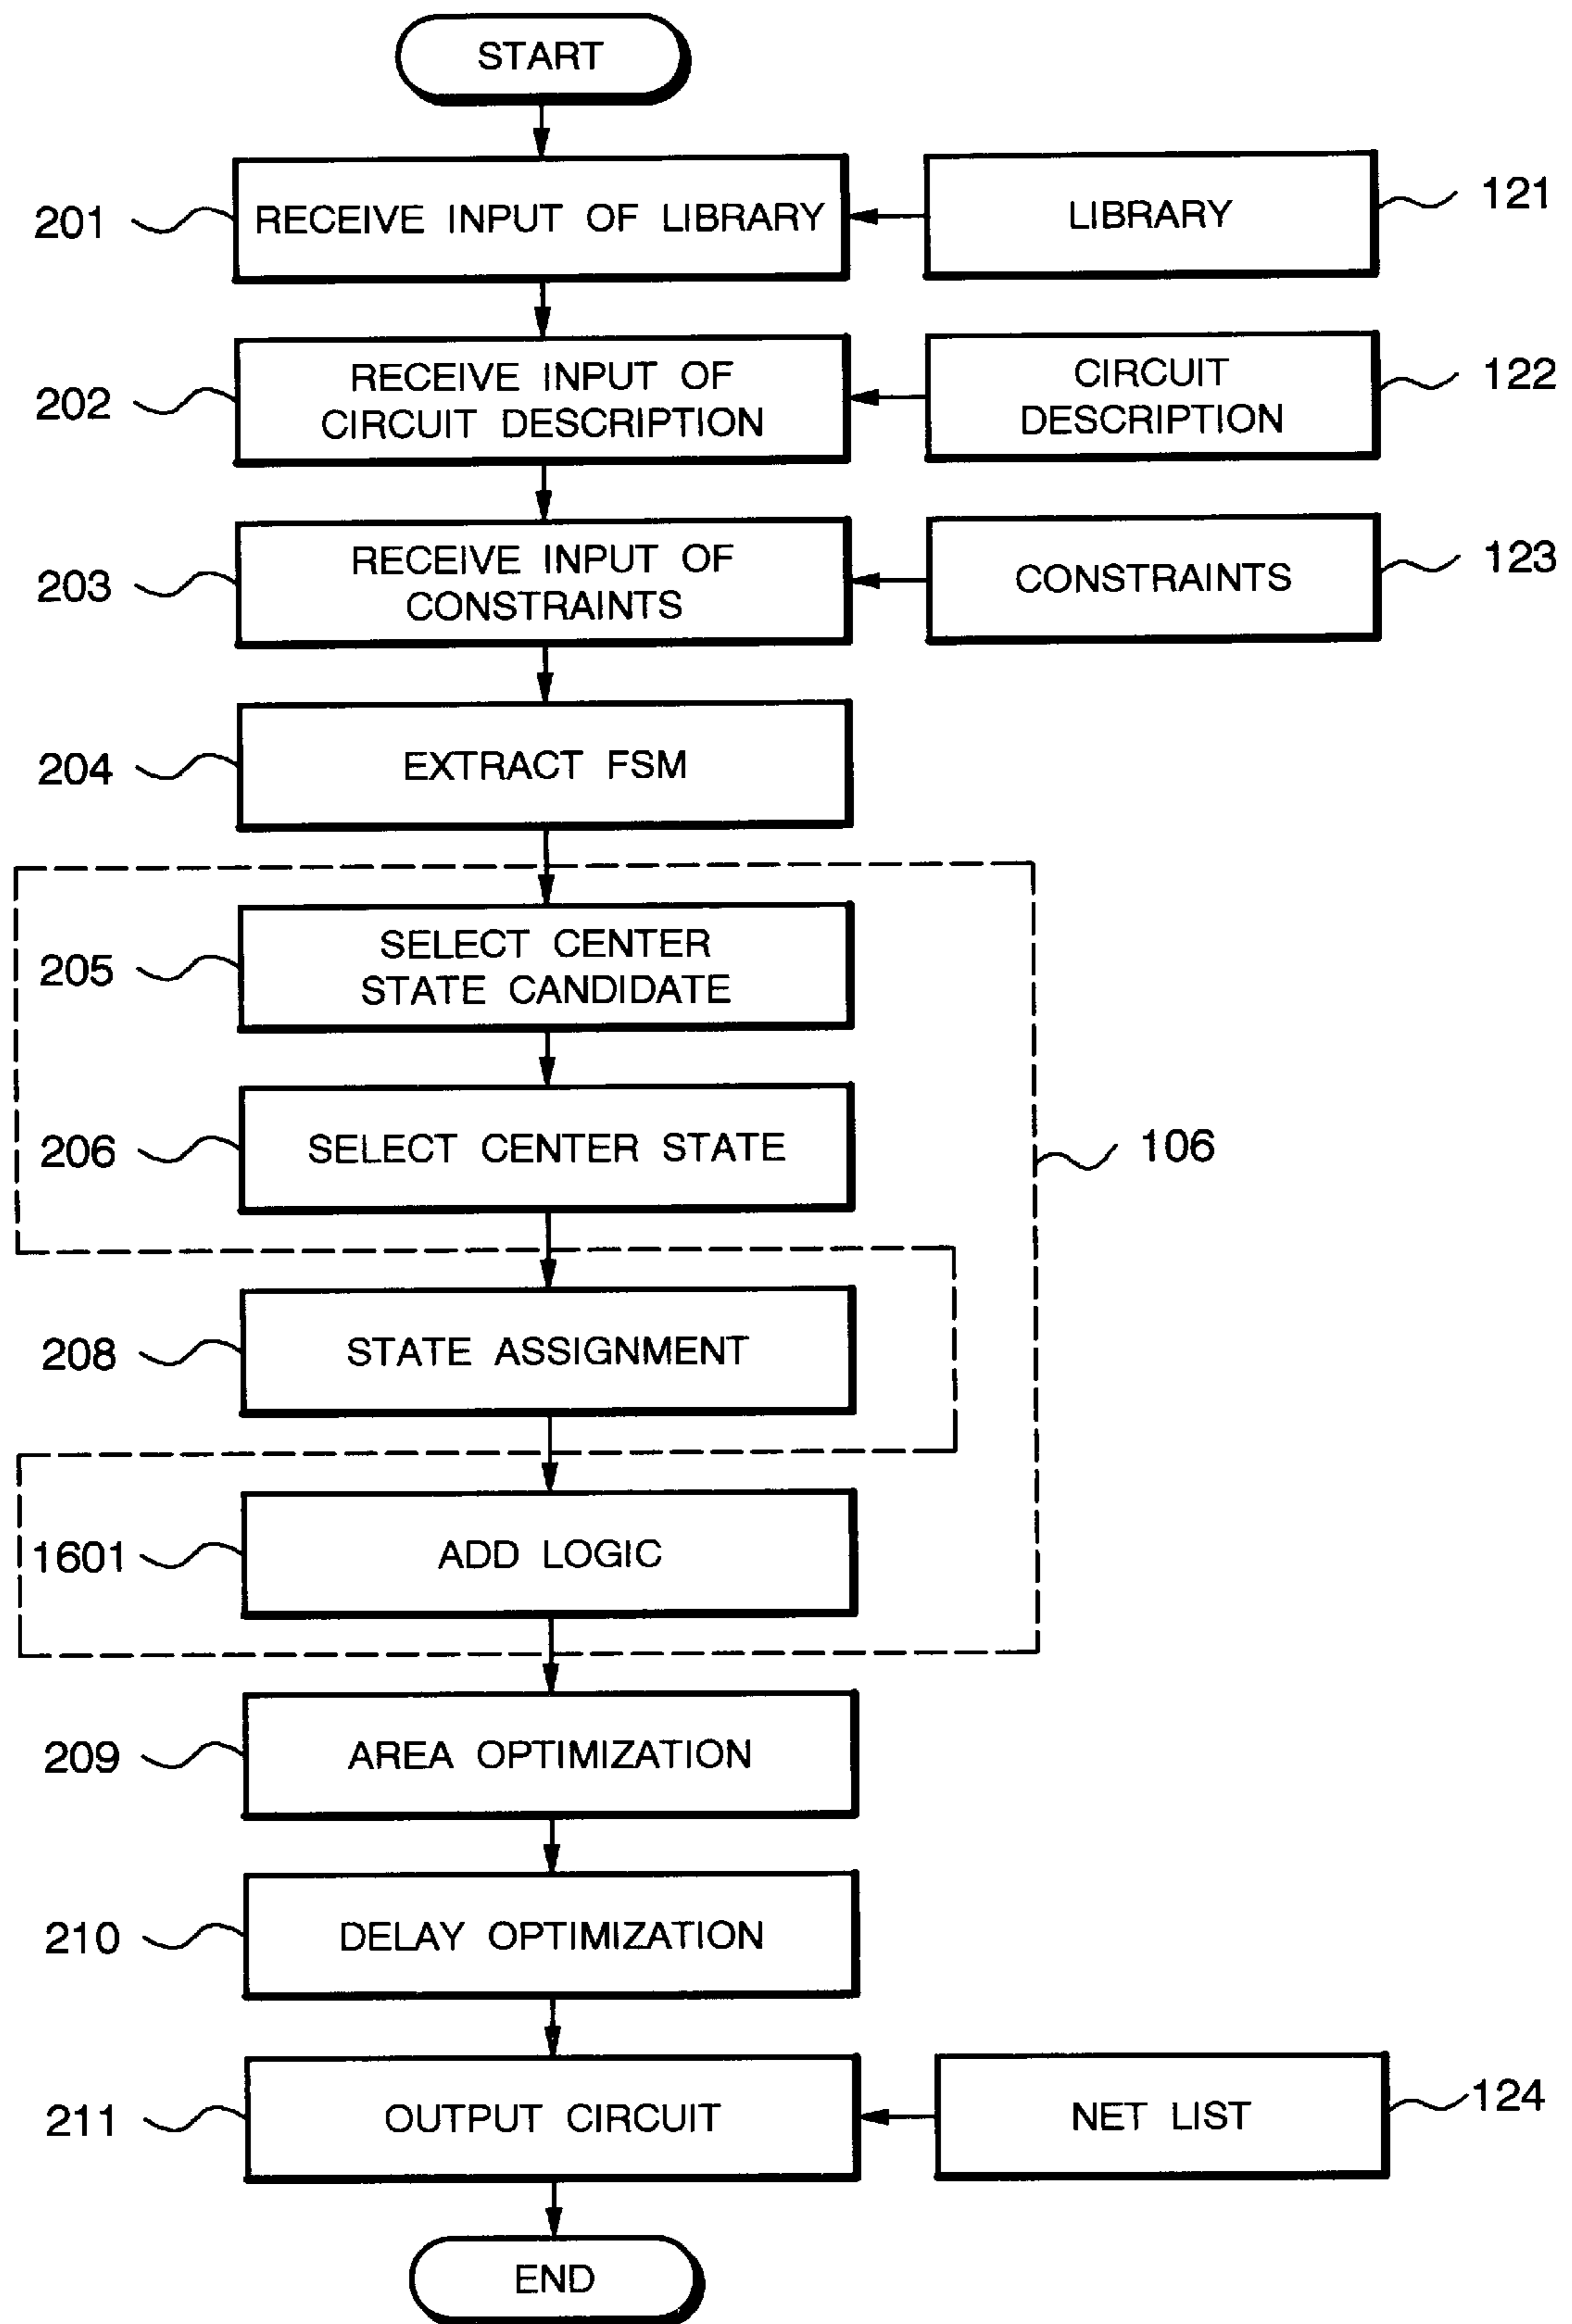 START
201
RECEIVE INPUT OF LIBRARY
LIBRARY
121
202
RECEIVE INPUT OF
CIRCUIT DESCRIPTION
CIRCUIT
DESCRIPTION
122
203
RECEIVE INPUT OF
CONSTRAINTS
CONSTRAINTS
123
204
EXTRACT FSM
205
SELECT CENTER
STATE CANDIDATE
206
SELECT CENTER STATE
106
208
STATE ASSIGNMENT
1601
ADD LOGIC
209
AREA OPTIMIZATION
210
DELAY OPTIMIZATION
211
OUTPUT CIRCUIT
NET LIST
124
END